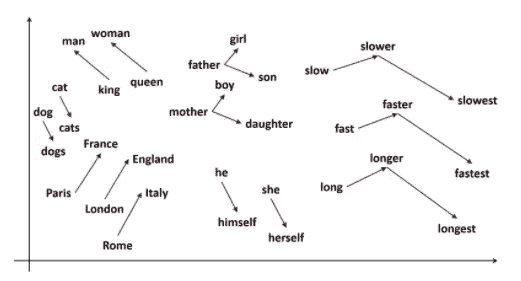 woman
man
girl
slower
father
slow
son
cat
king
queen
boy
slowest
dog
mother
faster
cats
daughter
fast
dogs
France
England
longer
he
fastest
Paris
Italy
she
long
London
himself
longest
herself
Rome